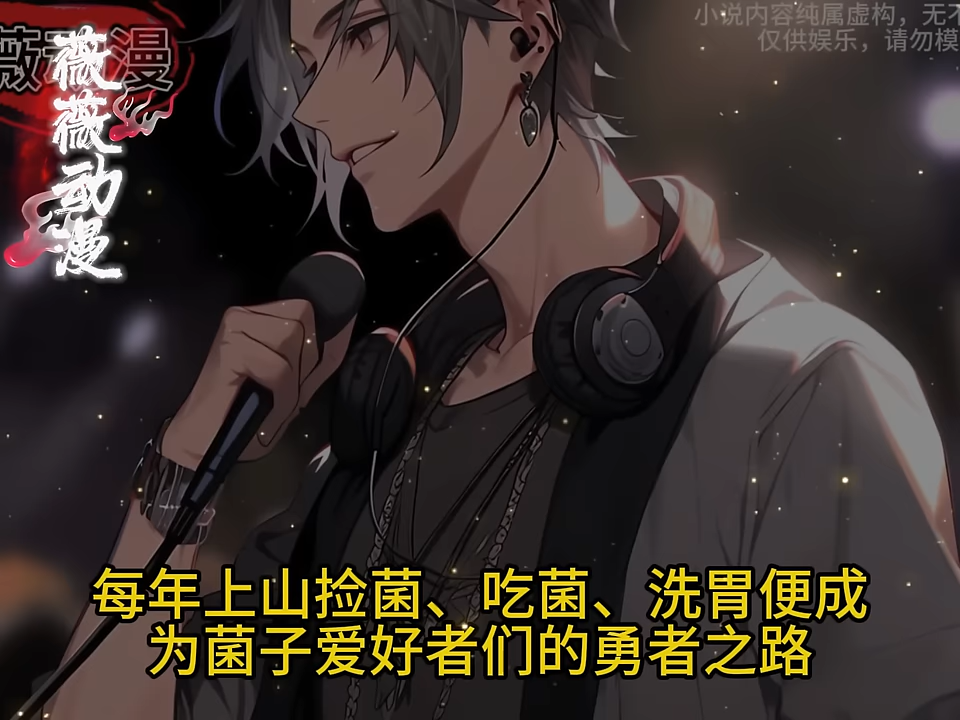 小说内容纯属虚构，无不
仅供娱乐，请勿模
薇动漫
薇薇动漫
每年上山捡菌、吃菌、洗胃便成
为菌子爱好者们的勇者之路